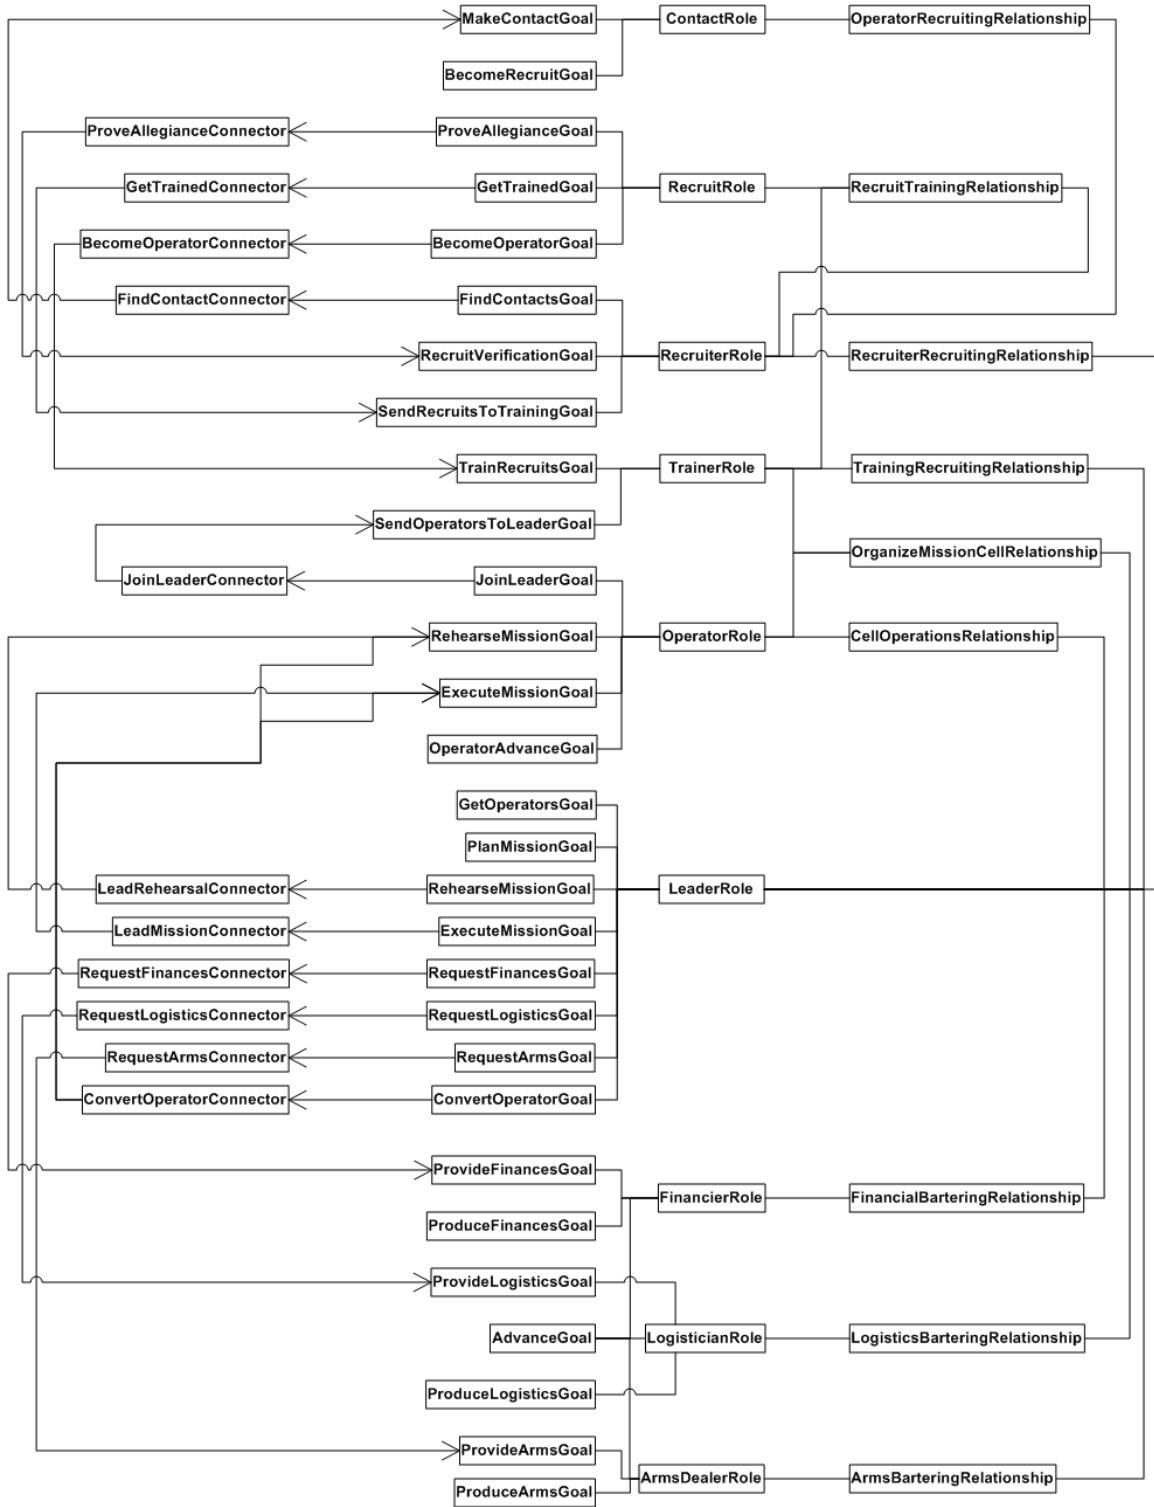 MakeContactGoal ContactRole OperatorRecruitingRelationship
BecomeRecruitGoal
ProveAllegianceConnector ProveAllegianceGoal
GetTrainedConnector GetTrainedGoal RecruitRole RecruitTrainingRelationship
BecomeOperatorConnector BecomeOperatorGoal
FindContactConnector FindContactsGoal
RecruitVerificationGoal RecruiterRole RecruiterRecruitingRelationship
SendRecruitsToTrainingGoal
TrainRecruitsGoal TrainerRole TrainingRecruitingRelationship
SendOperatorsToLeaderGoal
OrganizeMissionCellRelationship
JoinLeaderConnector JoinLeaderGoal
RehearseMissionGoal OperatorRole CellOperationsRelationship
ExecuteMissionGoal
OperatorAdvanceGoal
GetOperatorsGoal
PlanMissionGoal
LeadRehearsalConnector RehearseMissionGoal LeaderRole
LeadMissionConnector ExecuteMissionGoal
RequestFinancesConnector RequestFinancesGoal
RequestLogisticsConnector RequestLogisticsGoal
RequestArmsConnector RequestArmsGoal
ConvertOperatorConnector ConvertOperatorGoal
ProvideFinancesGoal
FinancierRole FinancialBarteringRelationship
ProduceFinancesGoal
ProvideLogisticsGoal
AdvanceGoal LogisticianRole LogisticsBarteringRelationship
ProduceLogisticsGoal
ProvideArmsGoal
ArmsDealerRole ArmsBarteringRelationship
ProduceArmsGoal